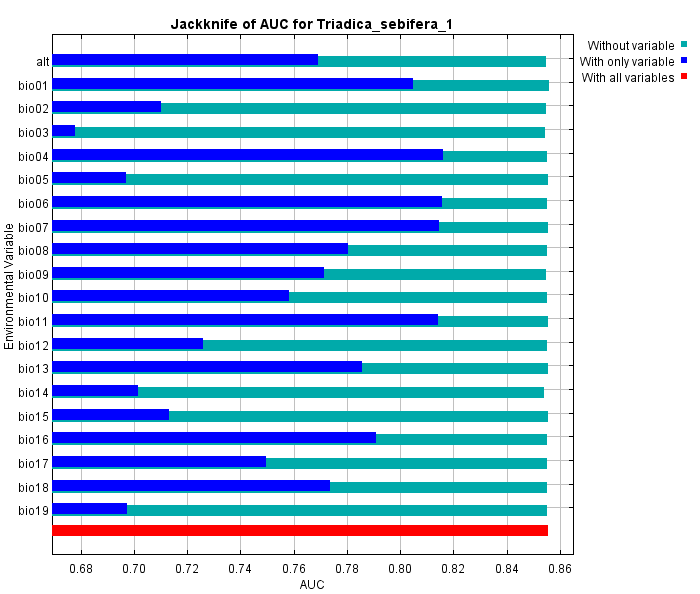 Jackknife of AUC for Triadica_sebifera_1
Without variable
With only variable
With all variables
Environmental Variable
alt
bio01
bio02
bio03
bio04
bio05
bio06
bio07
bio08
bio09
bio10
bio11
bio12
bio13
bio14
bio15
bio16
bio17
bio18
bio19
0.68 0.70 0.72 0.74 0.76 0.78 0.80 0.82 0.84 0.86
AUC